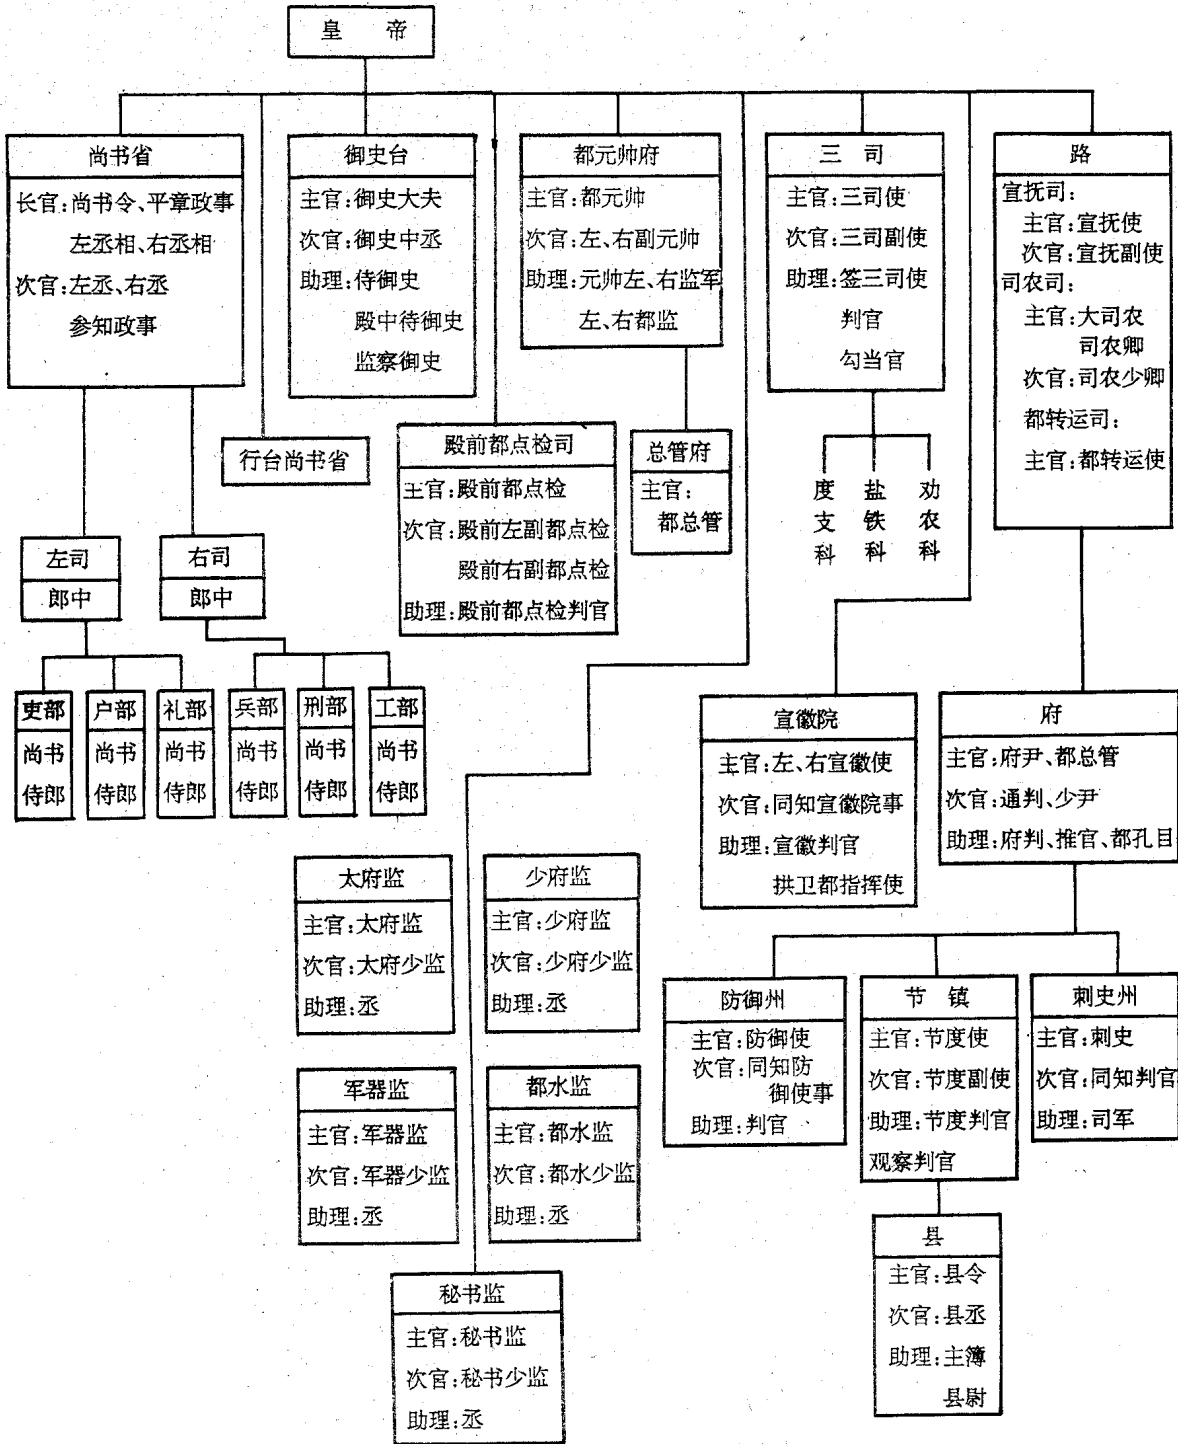 皇 帝
尚书省
长官:尚书令、平章政事
左丞相、右丞相
次官:左丞、右丞
参知政事
御史台
主官:御史大夫
次官:御史中丞
助理:侍御史
殿中待御史
监察御史
都元帅府
主官:都元帅
次官:左、右副元帅
助理:元帅左、右监军
左、右都监
三 司
主官:三司使
次官:三司副使
助理:签三司使
判官
勾当官
路
宣抚司:
主官:宣抚使
次官:宣抚副使
司农司:
主官:大司农
司农卿
次官:司农少卿
都转运司:
主官:都转运使
行台尚书省
殿前都点检司
主官:殿前都点检
次官:殿前左副都点检
殿前右副都点检
助理:殿前都点检判官
总管府
主官:
都总管
度支科
盐铁科
劝农科
左司
郎中
右司
郎中
吏部
尚书
侍郎
户部
尚书
侍郎
礼部
尚书
侍郎
兵部
尚书
侍郎
刑部
尚书
侍郎
工部
尚书
侍郎
宣徽院
主官:左、右宣徽使
次官:同知宣徽院事
助理:宣徽判官
拱卫都指挥使
府
主官:府尹、都总管
次官:通判、少尹
助理:府判、推官、都孔目
太府监
主官:太府监
次官:太府少监
助理:丞
少府监
主官:少府监
次官:少府少监
助理:丞
防御州
主官:防御使
次官:同知防
御使事
助理:判官
节 镇
主官:节度使
次官:节度副使
助理:节度判官
观察判官
刺史州
主官:刺史
次官:同知判官
助理:司军
军器监
主官:军器监
次官:军器少监
助理:丞
都水监
主官:都水监
次官:都水少监
助理:丞
县
主官:县令
次官:县丞
助理:主簿
县尉
秘书监
主官:秘书监
次官:秘书少监
助理:丞